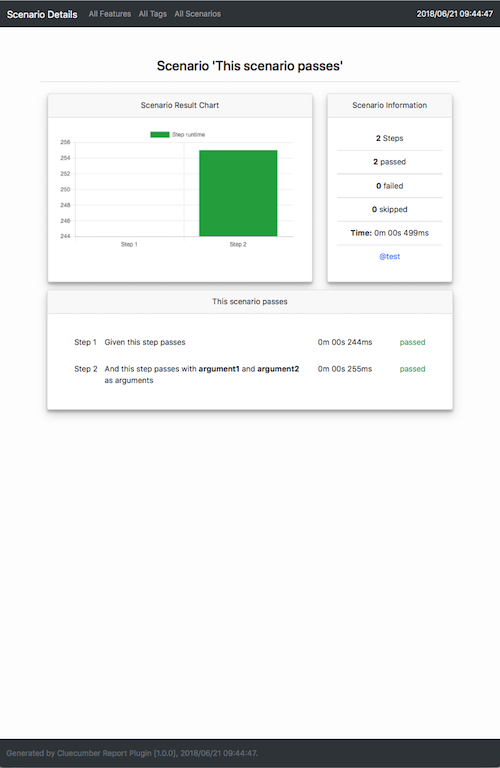 Scenario Details All Features All Tags All Scenarios 2018/06/21 09:44:47
Scenario 'This scenario passes'
Scenario Result Chart
Step runtime
256
254
252
250
248
246
244
Step 1 Step 2
Scenario Information
2 Steps
2 passed
0 failed
0 skipped
Time: 0m 00s 499ms
@test
This scenario passes
Step 1 Given this step passes 0m 00s 244ms passed
Step 2 And this step passes with argument1 and argument2 0m 00s 255ms passed
as arguments
Generated by Cluecumber Report Plugin [1.0.0], 2018/06/21 09:44:47.